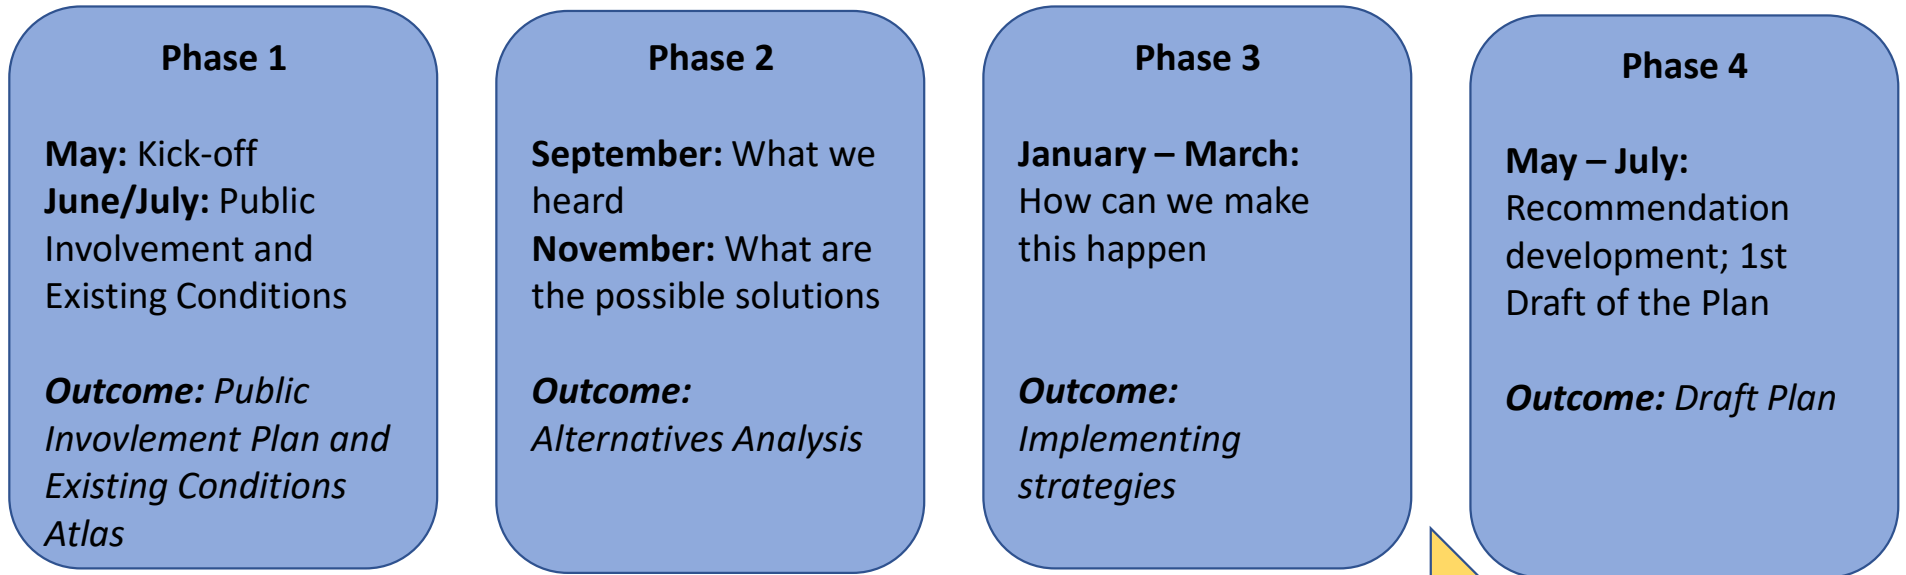 Phase 1
May: Kick-off
June/July: Public
Involvement and
Existing Conditions
Outcome: Public
Invovlement Plan and
Existing Conditions
Atlas
Phase 2
September: What we
heard
November: What are
the possible solutions
Outcome:
Alternatives Analysis
Phase 3
January – March:
How can we make
this happen
Outcome:
Implementing
strategies
Phase 4
May – July:
Recommendation
development; 1st
Draft of the Plan
Outcome: Draft Plan